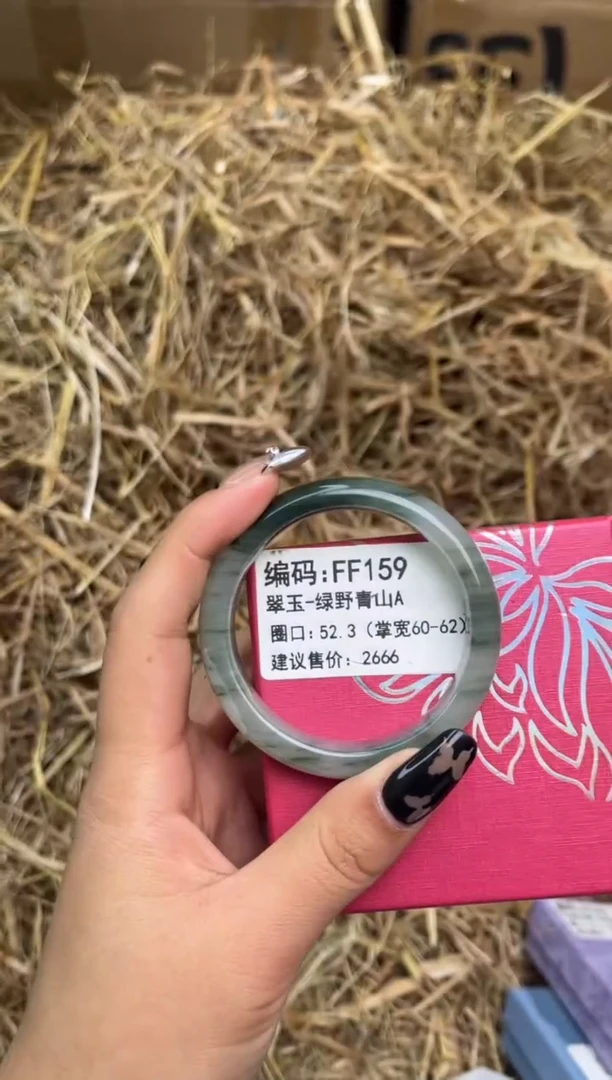 编码:FF159
翠玉-绿野青山A
圈口: 52.3 (掌宽60-62)
建议售价: 2666